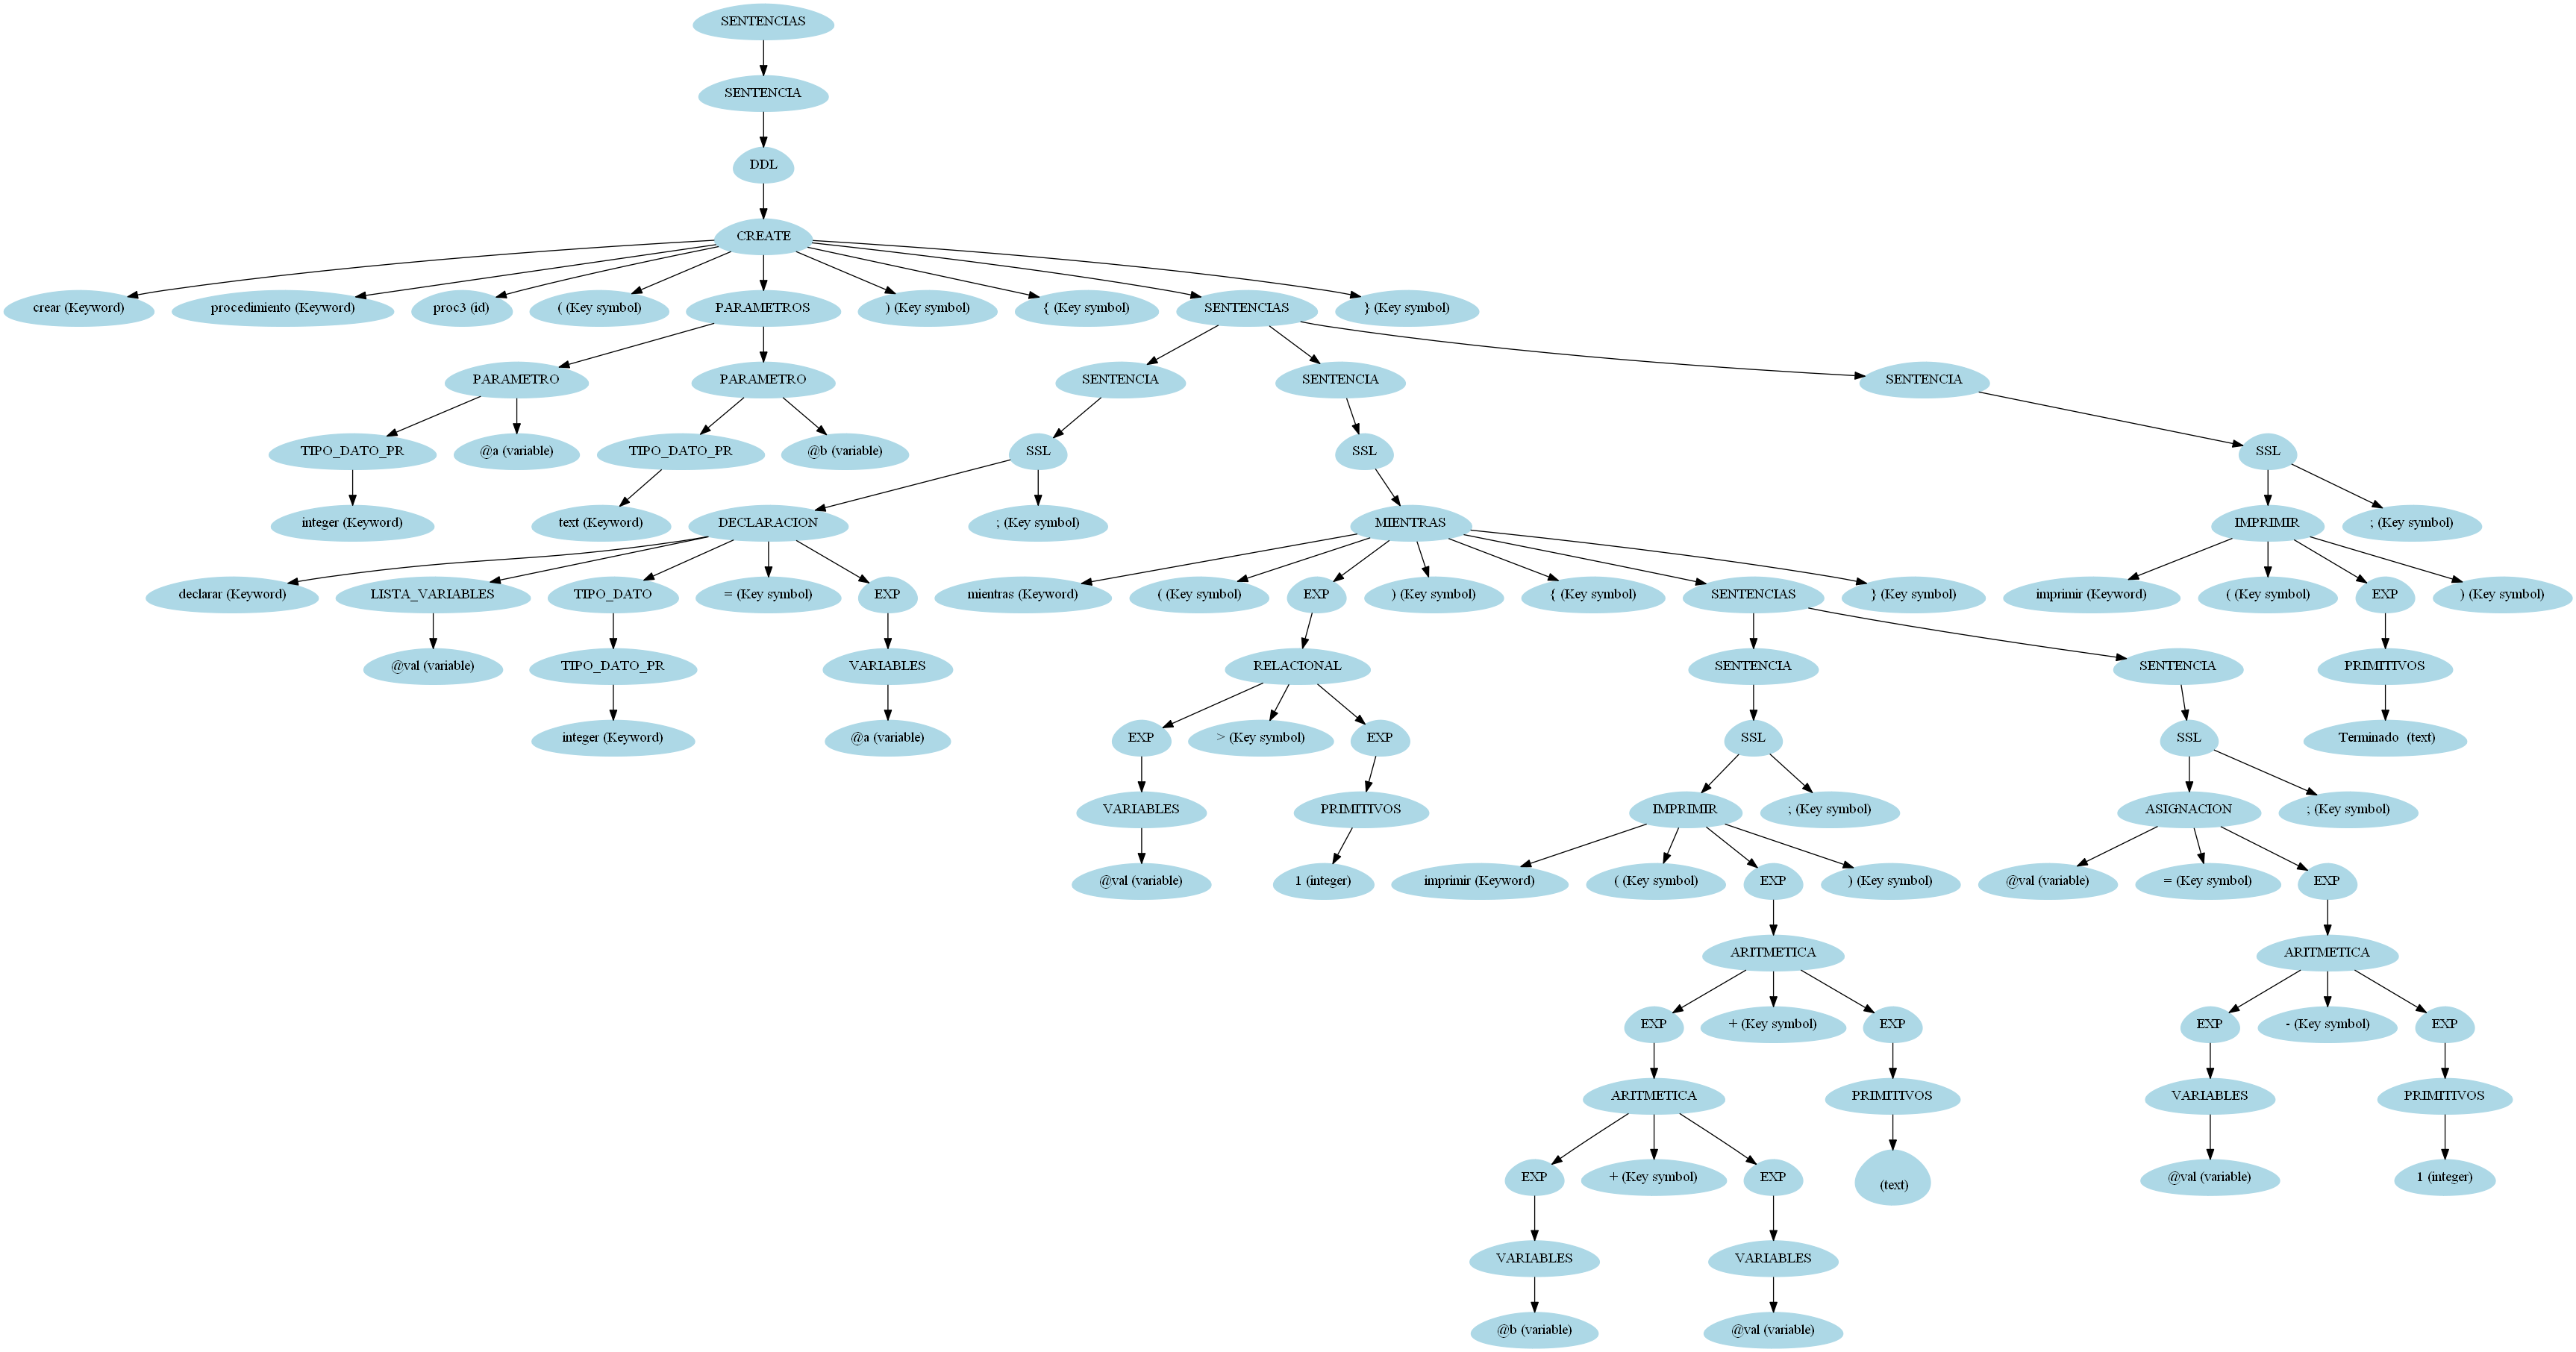 SENTENCIAS
SENTENCIA
DDL
CREATE
crear (Keyword)
procedimiento (Keyword)
proc3 (id)
( (Key symbol)
PARAMETROS
) (Key symbol)
{ (Key symbol)
SENTENCIAS
} (Key symbol)
PARAMETRO
PARAMETRO
SENTENCIA
SENTENCIA
SENTENCIA
TIPO_DATO_PR
@a (variable)
TIPO_DATO_PR
@b (variable)
SSL
SSL
SSL
integer (Keyword)
text (Keyword)
DECLARACION
; (Key symbol)
MIENTRAS
IMPRIMIR
; (Key symbol)
declarar (Keyword)
LISTA_VARIABLES
TIPO_DATO
= (Key symbol)
EXP
mientras (Keyword)
( (Key symbol)
EXP
) (Key symbol)
{ (Key symbol)
SENTENCIAS
} (Key symbol)
imprimir (Keyword)
( (Key symbol)
EXP
) (Key symbol)
@val (variable)
TIPO_DATO_PR
VARIABLES
RELACIONAL
SENTENCIA
SENTENCIA
PRIMITIVOS
integer (Keyword)
@a (variable)
EXP
> (Key symbol)
EXP
SSL
SSL
Terminado  (text)
VARIABLES
PRIMITIVOS
IMPRIMIR
; (Key symbol)
ASIGNACION
; (Key symbol)
@val (variable)
1 (integer)
imprimir (Keyword)
( (Key symbol)
EXP
) (Key symbol)
@val (variable)
= (Key symbol)
EXP
ARITMETICA
ARITMETICA
EXP
+ (Key symbol)
EXP
EXP
- (Key symbol)
EXP
ARITMETICA
PRIMITIVOS
VARIABLES
PRIMITIVOS
EXP
+ (Key symbol)
EXP
(text)
@val (variable)
1 (integer)
VARIABLES
VARIABLES
@b (variable)
@val (variable)